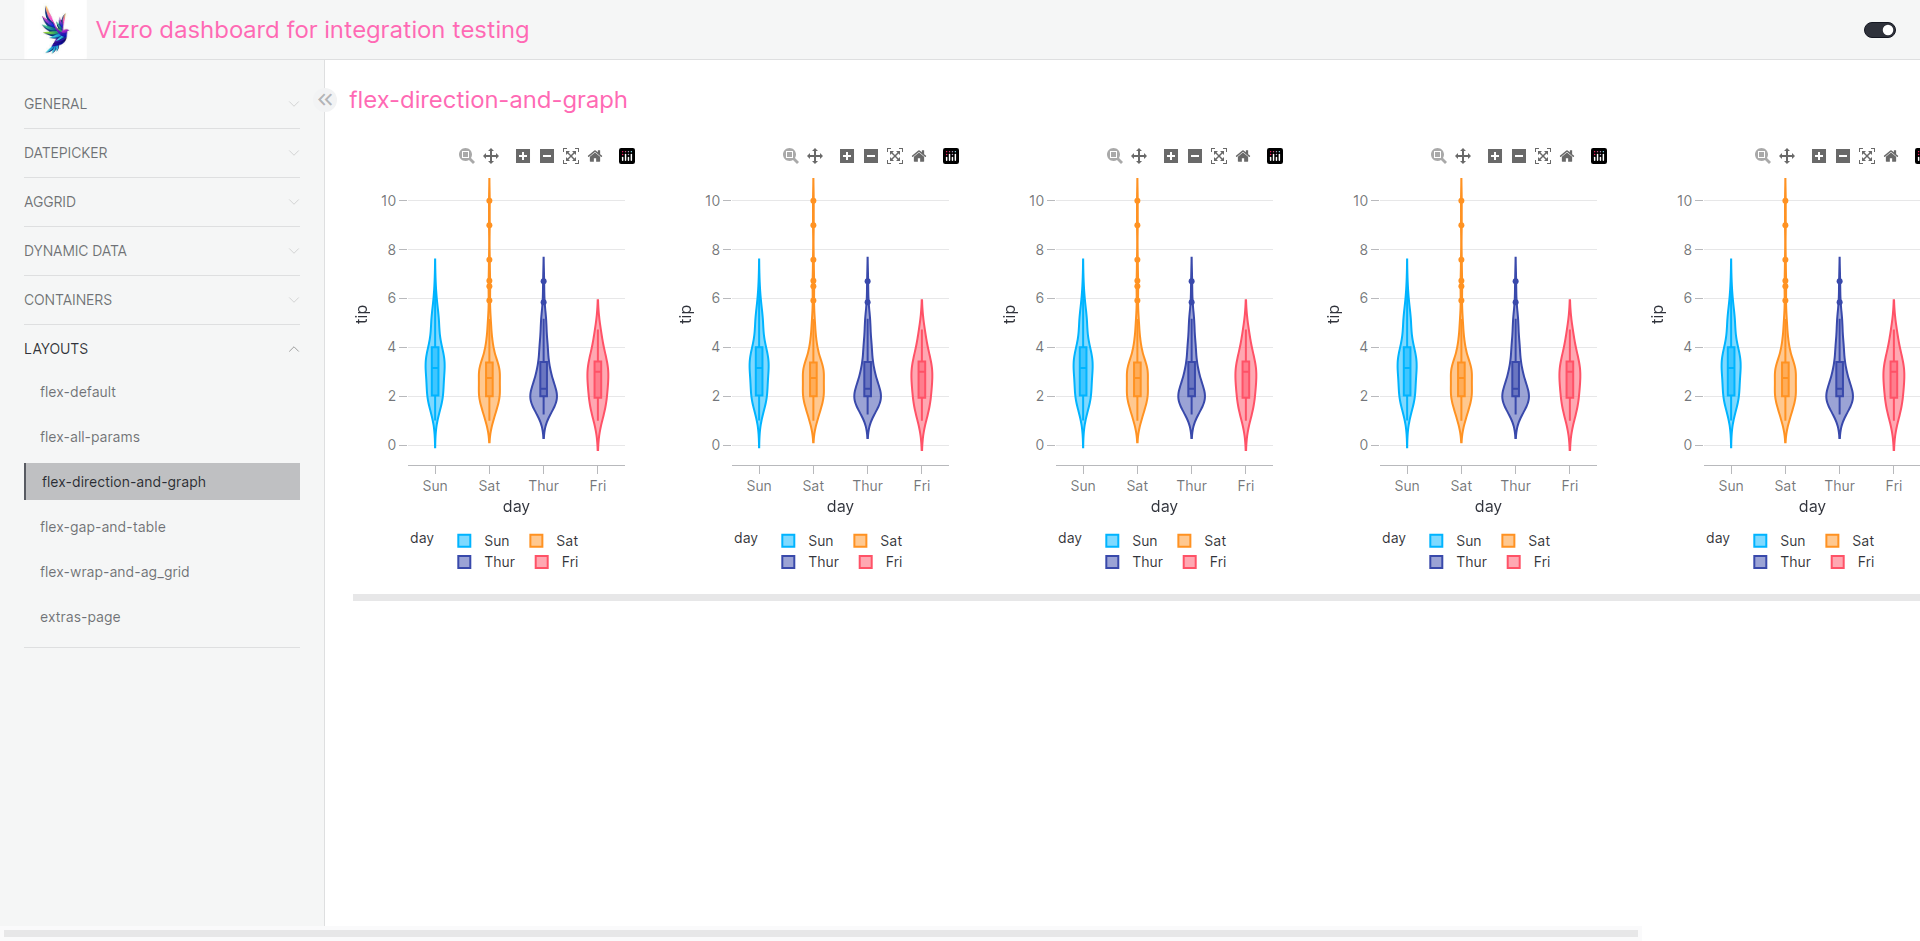 Vizro dashboard for integration testing
GENERAL
DATEPICKER
AGGRID
DYNAMIC DATA
CONTAINERS
LAYOUTS
flex-default
flex-all-params
flex-direction-and-graph
flex-gap-and-table
flex-wrap-and-ag_grid
extras-page
flex-direction-and-graph
10
8
6
4
2
0
tip
Sun Sat Thur Fri
day
day Sun Sat
Thur Fri
10
8
6
4
2
0
tip
Sun Sat Thur Fri
day
day Sun Sat
Thur Fri
10
8
6
4
2
0
tip
Sun Sat Thur Fri
day
day Sun Sat
Thur Fri
10
8
6
4
2
0
tip
Sun Sat Thur Fri
day
day Sun Sat
Thur Fri
10
8
6
4
2
0
tip
Sun Sat Thur Fri
day
day Sun Sat
Thur Fri